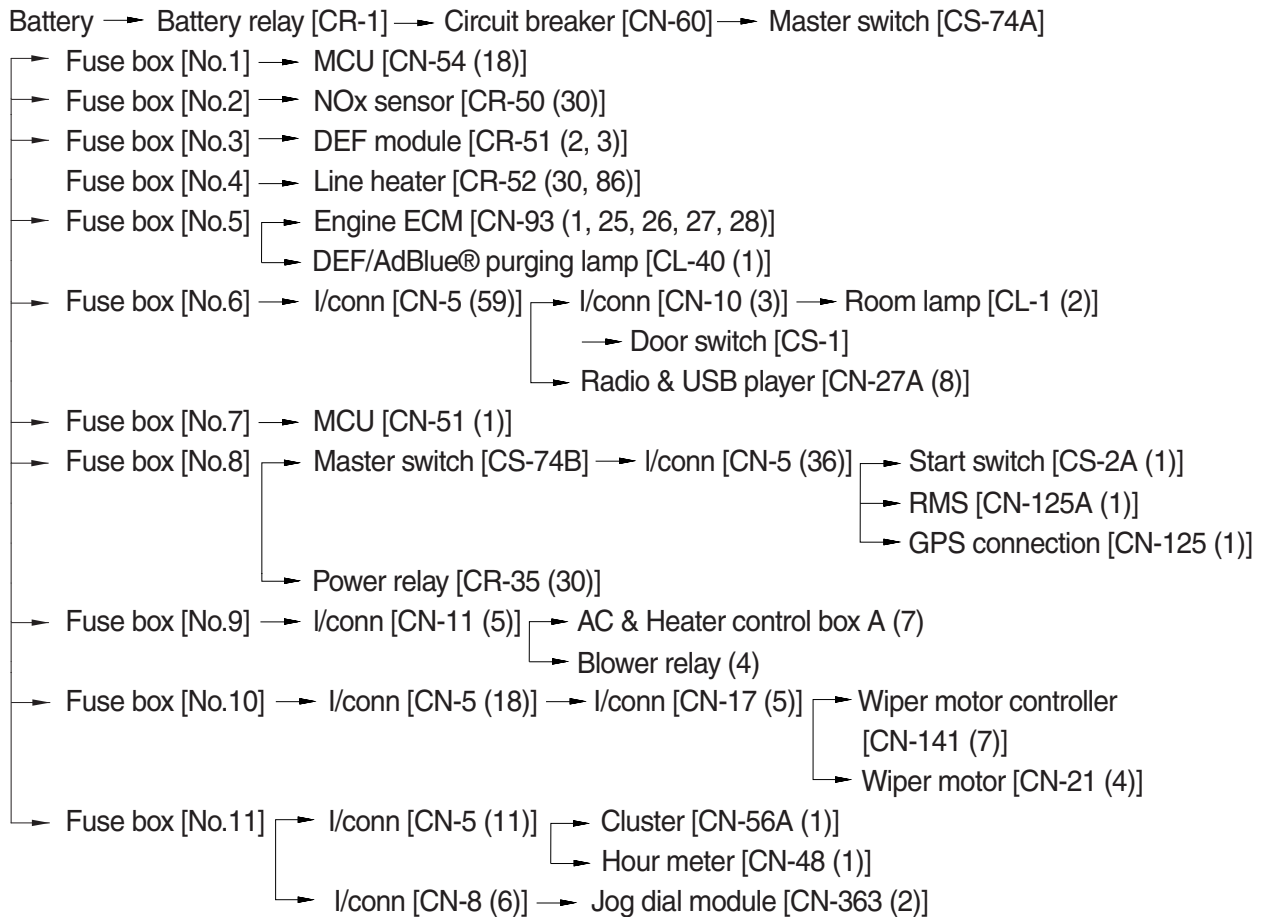 Battery → Battery relay [CR-1] → Circuit breaker [CN-60] → Master switch [CS-74A]
Fuse box [No.1] → MCU [CN-54 (18)]
Fuse box [No.2] → NOx sensor [CR-50 (30)]
Fuse box [No.3] → DEF module [CR-51 (2, 3)]
Fuse box [No.4] → Line heater [CR-52 (30, 86)]
Fuse box [No.5] → Engine ECM [CN-93 (1, 25, 26, 27, 28)]
→ DEF/AdBlue® purging lamp [CL-40 (1)]
Fuse box [No.6] → I/conn [CN-5 (59)] → I/conn [CN-10 (3)] → Room lamp [CL-1 (2)]
→ Door switch [CS-1]
→ Radio & USB player [CN-27A (8)]
Fuse box [No.7] → MCU [CN-51 (1)]
Fuse box [No.8] → Master switch [CS-74B] → I/conn [CN-5 (36)] → Start switch [CS-2A (1)]
→ RMS [CN-125A (1)]
→ GPS connection [CN-125 (1)]
→ Power relay [CR-35 (30)]
Fuse box [No.9] → I/conn [CN-11 (5)] → AC & Heater control box A (7)
→ Blower relay (4)
Fuse box [No.10] → I/conn [CN-5 (18)] → I/conn [CN-17 (5)] → Wiper motor controller
[CN-141 (7)]
→ Wiper motor [CN-21 (4)]
Fuse box [No.11] → I/conn [CN-5 (11)] → Cluster [CN-56A (1)]
→ Hour meter [CN-48 (1)]
→ I/conn [CN-8 (6)] → Jog dial module [CN-363 (2)]